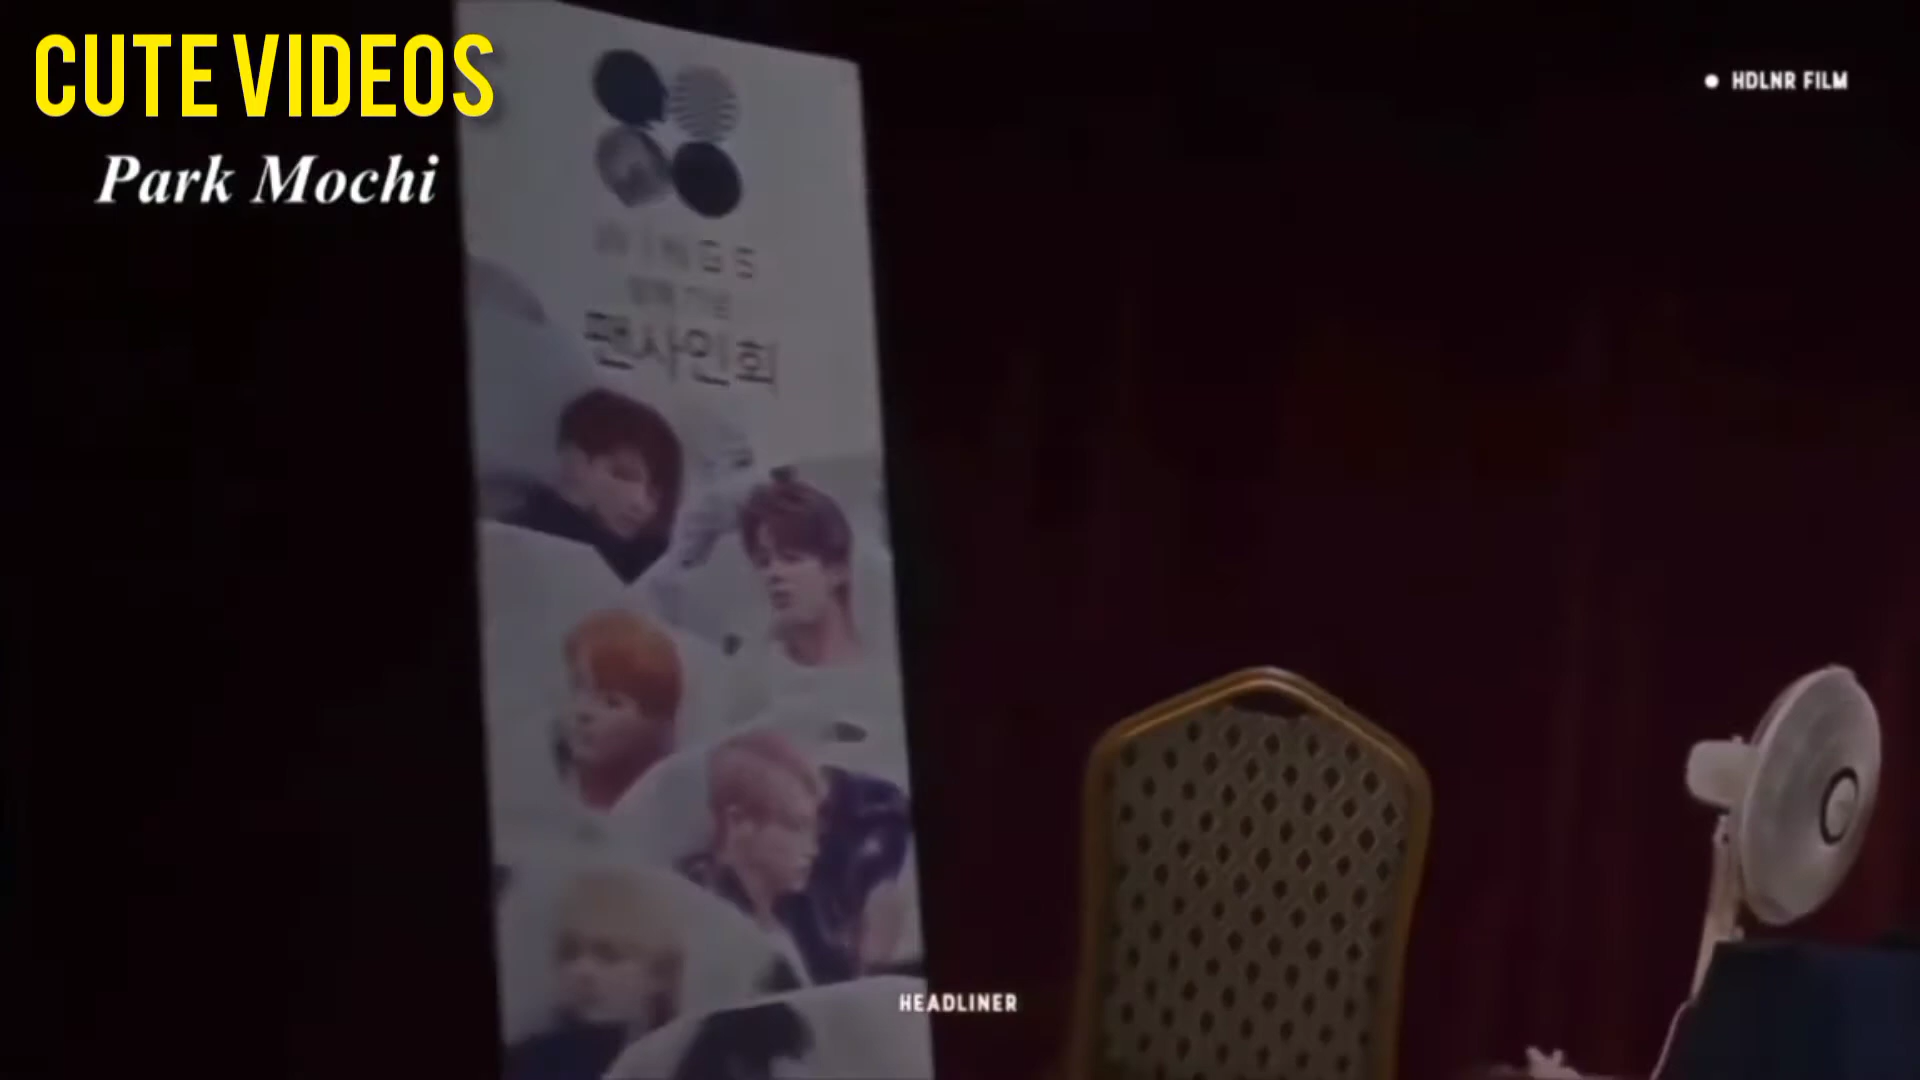 CUTE VIDEOS
Park Mochi
HDLNR FILM
WINGS
팬사인회
HEADLINER